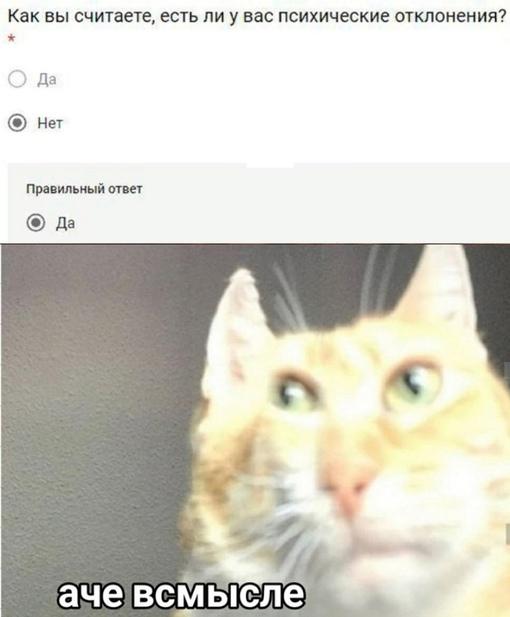 Как вы считаете, есть ли у вас психические отклонения?
*
Да
Нет
Правильный ответ
Да
аче всмысле